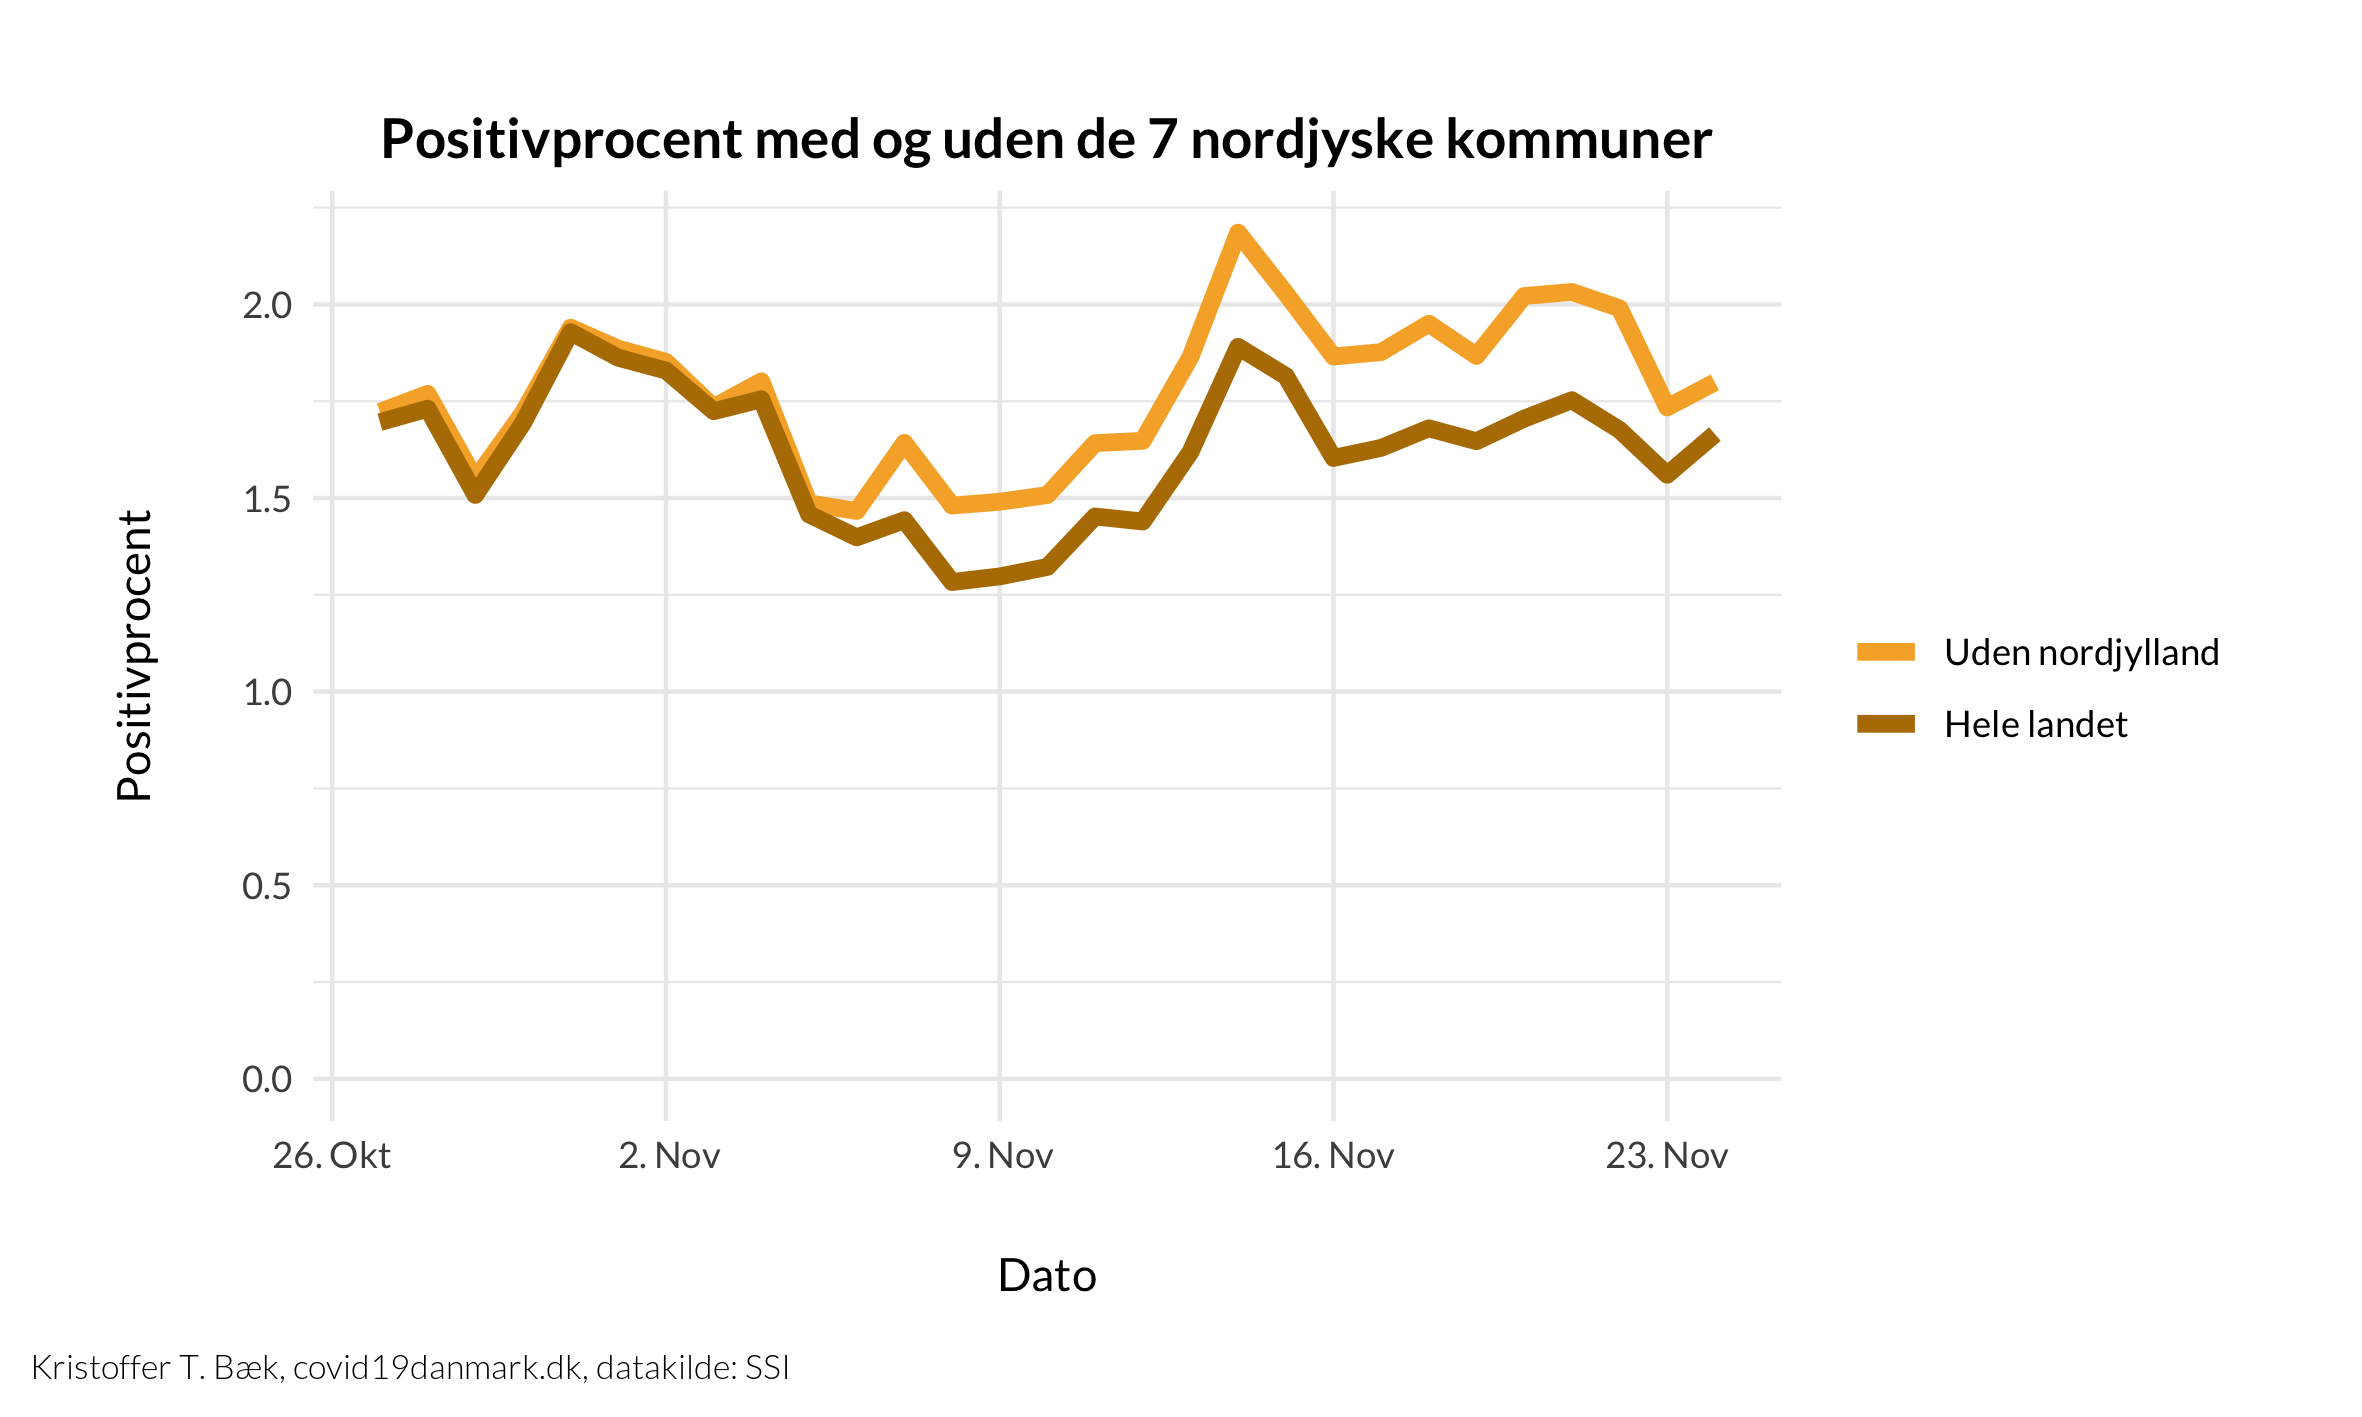 Positivprocent med og uden de 7 nordjyske kommuner
Positivprocent
2.0
1.5
1.0
0.5
0.0
26. Okt
2. Nov
9. Nov
16. Nov
23. Nov
Dato
Uden nordjylland
Hele landet
Kristoffer T. Bæk, covid19danmark.dk, datakilde: SSI